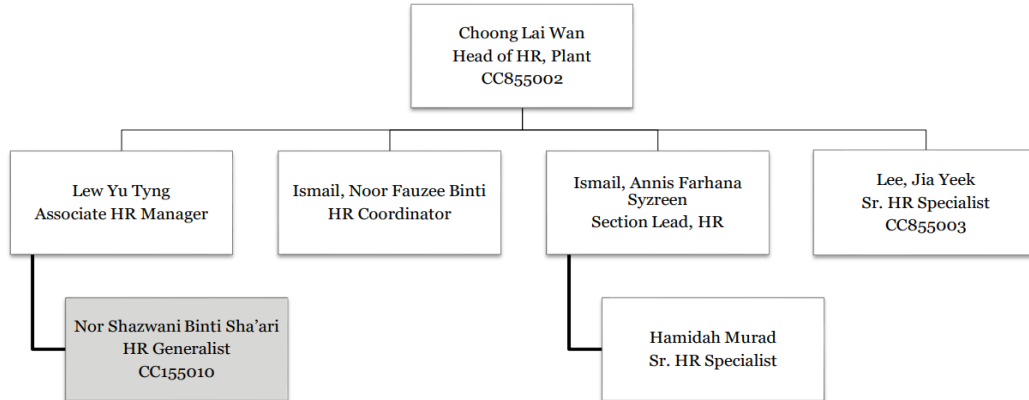 Choong Lai Wan
Head of HR, Plant
CC855002
Lew Yu Tyng
Associate HR Manager
Ismail, Noor Fauzee Binti
HR Coordinator
Ismail, Annis Farhana
Syzreen
Section Lead, HR
Lee, Jia Yeek
Sr. HR Specialist
CC855003
Nor Shazwani Binti Sha’ari
HR Generalist
CC155010
Hamidah Murad
Sr. HR Specialist